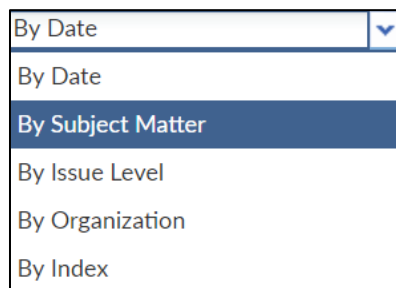 By Date
By Date
By Subject Matter
By Issue Level
By Organization
By Index